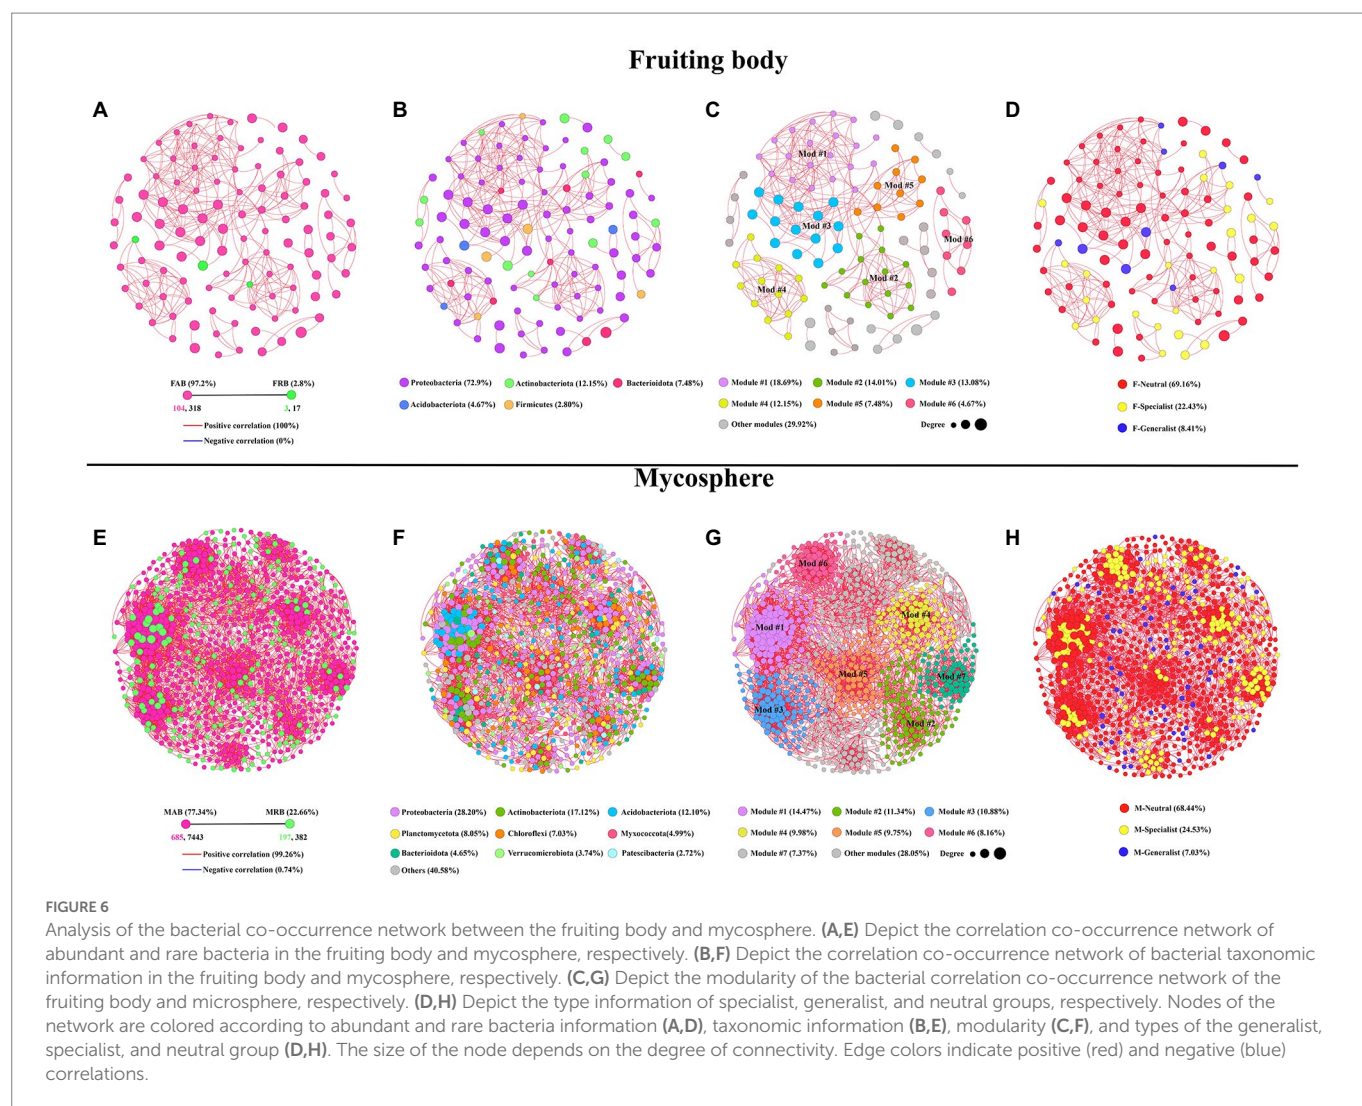 Fruiting body
A
B
C
D
Mod #1
Mod #5
Mod #3
Mod #6
Mod #2
Mod #4
FAB (97.2%) FRB (2.8%)
104, 318 3, 17
Positive correlation (100%)
Negative correlation (0%)
Proteobacteria (72.9%) Actinobacteriota (12.15%) Bacterioidota (7.48%)
Acidobacteriota (4.67%) Firmicutes (2.80%)
Module #1 (18.69%) Module #2 (14.01%) Module #3 (13.08%)
Module #4 (12.15%) Module #5 (7.48%) Module #6 (4.67%)
Other modules (29.92%) Degree
F-Neutral (69.16%)
F-Specialist (22.43%)
F-Generalist (8.41%)
Mycosphere
E
F
G
H
Mod #6
Mod #4
Mod #1
Mod #5
Mod #7
Mod #3
Mod #2
MAB (77.34%) MRB (22.66%)
685, 7443 197, 382
Positive correlation (99.26%)
Negative correlation (0.74%)
Proteobacteria (28.20%) Actinobacteriota (17.12%) Acidobacteriota (12.10%)
Planctomycetota (8.05%) Chloroflexi (7.03%) Myxococcota(4.99%)
Bacterioidota (4.65%) Verrucomicrobiota (3.74%) Patescibacteria (2.72%)
Others (40.58%)
Module #1 (14.47%) Module #2 (11.34%) Module #3 (10.88%)
Module #4 (9.98%) Module #5 (9.75%) Module #6 (8.16%)
Module #7 (7.37%) Other modules (28.05%) Degree
M-Neutral (68.44%)
M-Specialist (24.53%)
M-Generalist (7.03%)
FIGURE 6
Analysis of the bacterial co-occurrence network between the fruiting body and mycosphere. (A,E) Depict the correlation co-occurrence network of
abundant and rare bacteria in the fruiting body and mycosphere, respectively. (B,F) Depict the correlation co-occurrence network of bacterial taxonomic
information in the fruiting body and mycosphere, respectively. (C,G) Depict the modularity of the bacterial correlation co-occurrence network of the
fruiting body and microsphere, respectively. (D,H) Depict the type information of specialist, generalist, and neutral groups, respectively. Nodes of the
network are colored according to abundant and rare bacteria information (A,D), taxonomic information (B,E), modularity (C,F), and types of the generalist,
specialist, and neutral group (D,H). The size of the node depends on the degree of connectivity. Edge colors indicate positive (red) and negative (blue)
correlations.